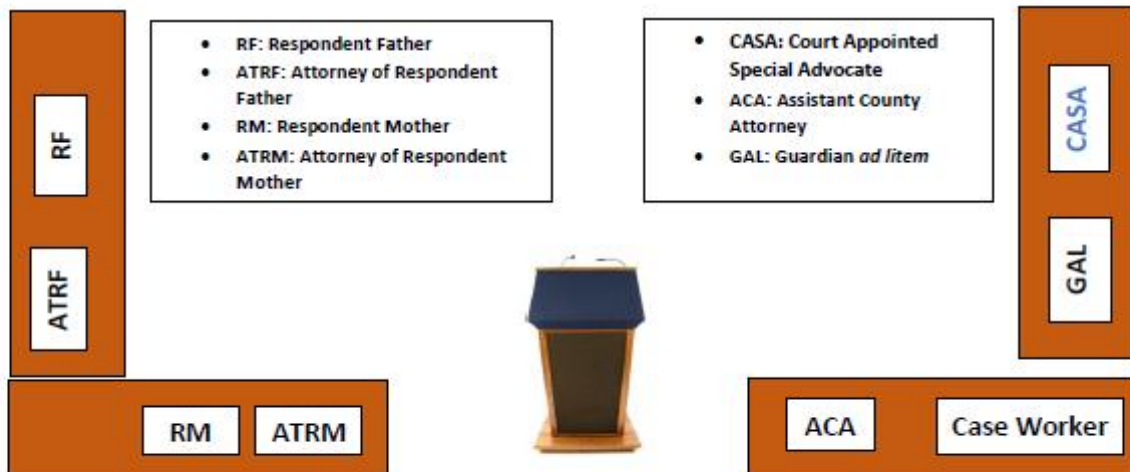 • RF: Respondent Father
• ATRF: Attorney of Respondent
Father
• RM: Respondent Mother
• ATRM: Attorney of Respondent
Mother
• CASA: Court Appointed
Special Advocate
• ACA: Assistant County
Attorney
• GAL: Guardian ad litem
RF
ATRF
CASA
GAL
RM
ATRM
ACA
Case Worker